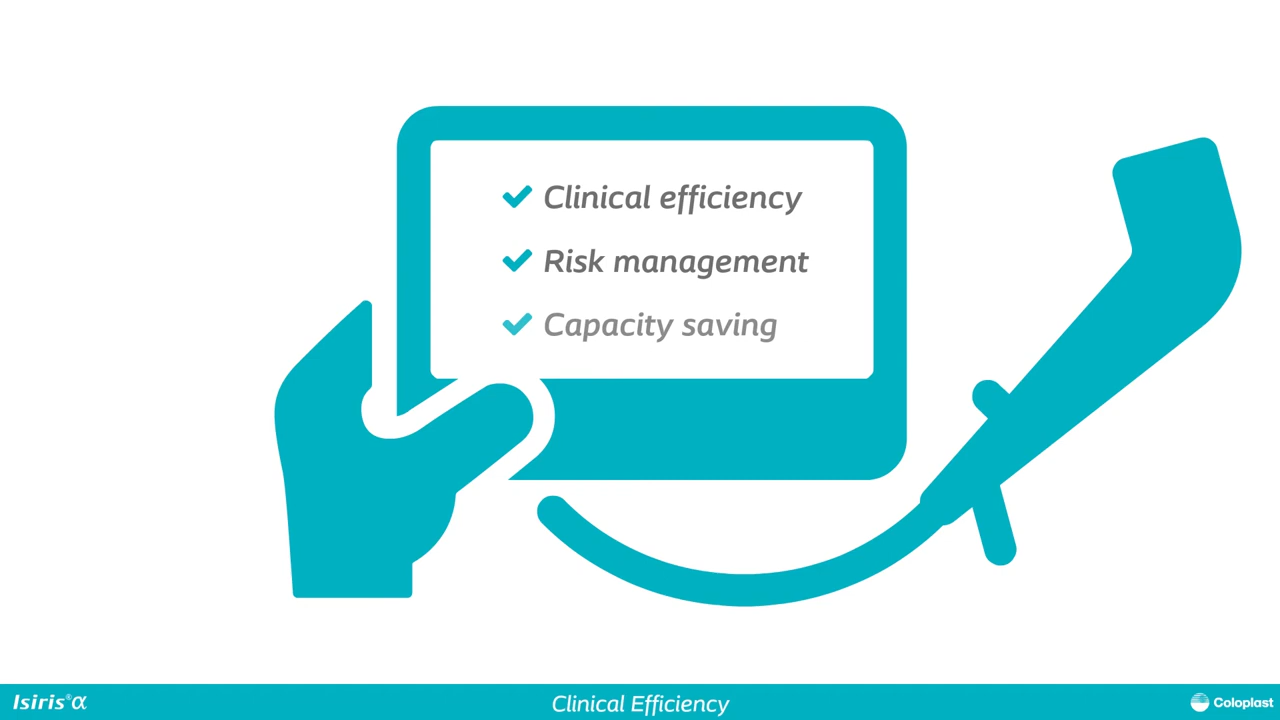 Clinical efficiency
Risk management
Capacity saving
Isiris®α
Clinical Efficiency
Coloplast